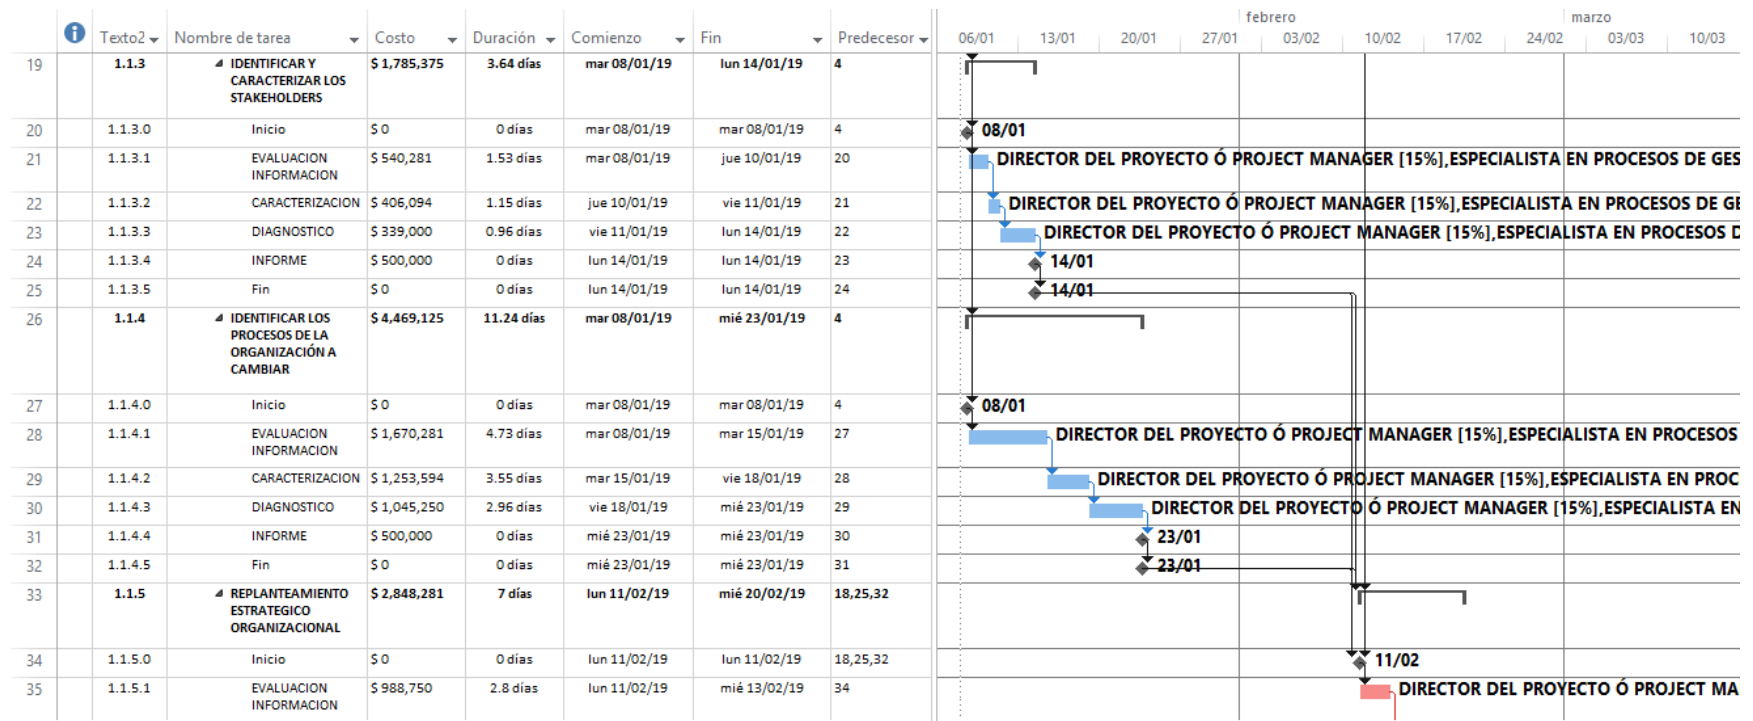 febrero marzo
Texto2 Nombre de tarea Costo Duración Comienzo Fin Predecesor 06/01 13/01 20/01 27/01 03/02 10/02 17/02 24/02 03/03 10/03
19 1.1.3 IDENTIFICAR Y $ 1,785,375 3.64 días mar 08/01/19 lun 14/01/19 4
CARACTERIZAR LOS
STAKEHOLDERS
20 1.1.3.0 Inicio $ 0 0 días mar 08/01/19 mar 08/01/19 4 08/01
21 1.1.3.1 EVALUACION $ 540,281 1.53 días mar 08/01/19 jue 10/01/19 20 DIRECTOR DEL PROYECTO Ó PROJECT MANAGER [15%],ESPECIALISTA EN PROCESOS DE GES
INFORMACION
22 1.1.3.2 CARACTERIZACION $ 406,094 1.15 días jue 10/01/19 vie 11/01/19 21 DIRECTOR DEL PROYECTO Ó PROJECT MANAGER [15%],ESPECIALISTA EN PROCESOS DE GE
23 1.1.3.3 DIAGNOSTICO $ 339,000 0.96 días vie 11/01/19 lun 14/01/19 22 DIRECTOR DEL PROYECTO Ó PROJECT MANAGER [15%],ESPECIALISTA EN PROCESOS D
24 1.1.3.4 INFORME $ 500,000 0 días lun 14/01/19 lun 14/01/19 23 14/01
25 1.1.3.5 Fin $ 0 0 días lun 14/01/19 lun 14/01/19 24 14/01
26 1.1.4 IDENTIFICAR LOS $ 4,469,125 11.24 días mar 08/01/19 mié 23/01/19 4
PROCESOS DE LA
ORGANIZACIÓN A
CAMBIAR
27 1.1.4.0 Inicio $ 0 0 días mar 08/01/19 mar 08/01/19 4 08/01
28 1.1.4.1 EVALUACION $ 1,670,281 4.73 días mar 08/01/19 mar 15/01/19 27 DIRECTOR DEL PROYECTO Ó PROJECT MANAGER [15%],ESPECIALISTA EN PROCESOS
INFORMACION
29 1.1.4.2 CARACTERIZACION $ 1,253,594 3.55 días mar 15/01/19 vie 18/01/19 28 DIRECTOR DEL PROYECTO Ó PROJECT MANAGER [15%],ESPECIALISTA EN PROC
30 1.1.4.3 DIAGNOSTICO $ 1,045,250 2.96 días vie 18/01/19 mié 23/01/19 29 DIRECTOR DEL PROYECTO Ó PROJECT MANAGER [15%],ESPECIALISTA EN
31 1.1.4.4 INFORME $ 500,000 0 días mié 23/01/19 mié 23/01/19 30 23/01
32 1.1.4.5 Fin $ 0 0 días mié 23/01/19 mié 23/01/19 31 23/01
33 1.1.5 REPLANTEAMIENTO $ 2,848,281 7 días lun 11/02/19 mié 20/02/19 18,25,32
ESTRATEGICO
ORGANIZACIONAL
34 1.1.5.0 Inicio $ 0 0 días lun 11/02/19 lun 11/02/19 18,25,32 11/02
35 1.1.5.1 EVALUACION $ 988,750 2.8 días lun 11/02/19 mié 13/02/19 34 DIRECTOR DEL PROYECTO Ó PROJECT MA
INFORMACION